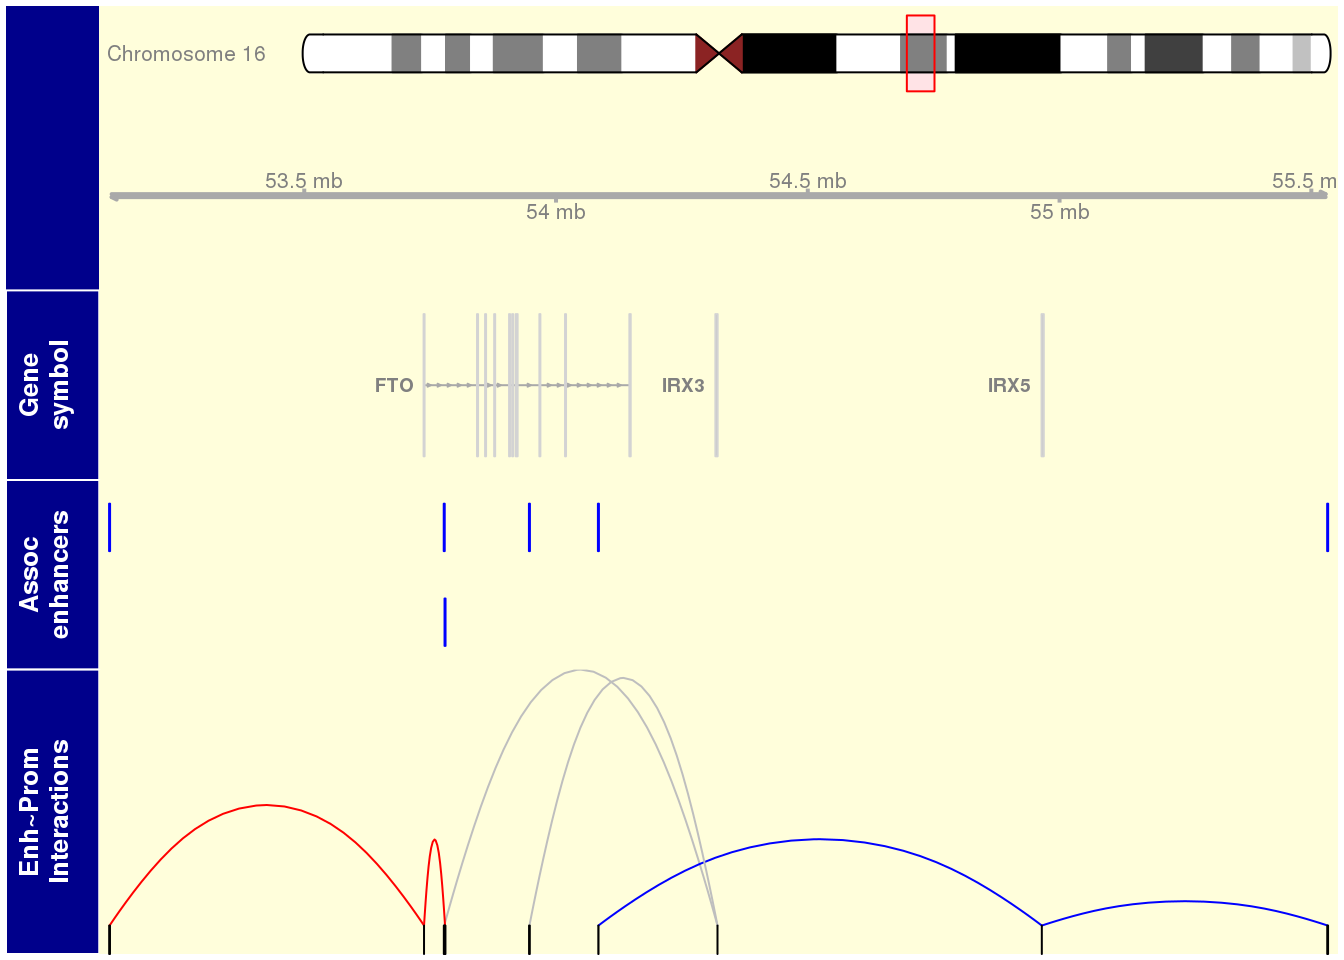 Chromosome 16
53.5 mb
54.5 mb
55.5 m
54 mb
55 mb
Gene
symbol
FTO
IRX3
IRX5
Assoc
enhancers
Enh~Prom
Interactions